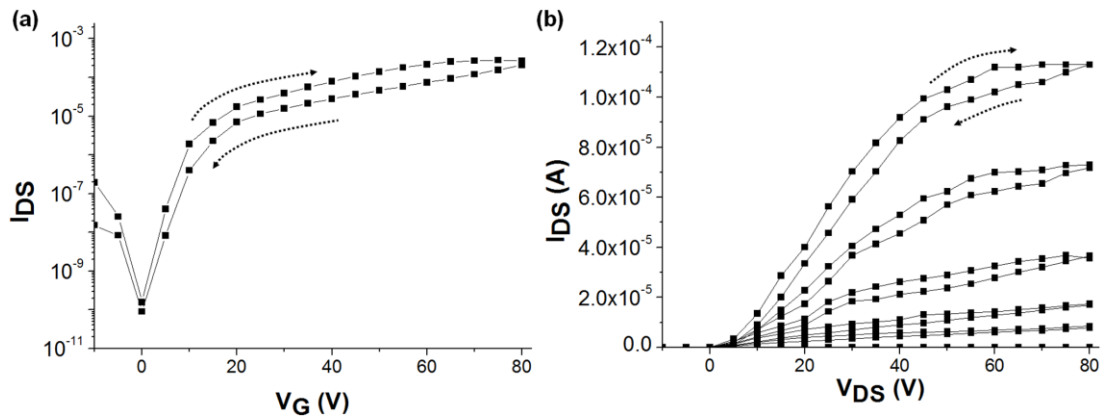 (a)
I_DS
10^-3
10^-5
10^-7
10^-9
10^-11
0 20 40 60 80
V_G (V)
(b)
I_DS (A)
1.2x10^-4
1.0x10^-4
8.0x10^-5
6.0x10^-5
4.0x10^-5
2.0x10^-5
0.0
0 20 40 60 80
V_DS (V)